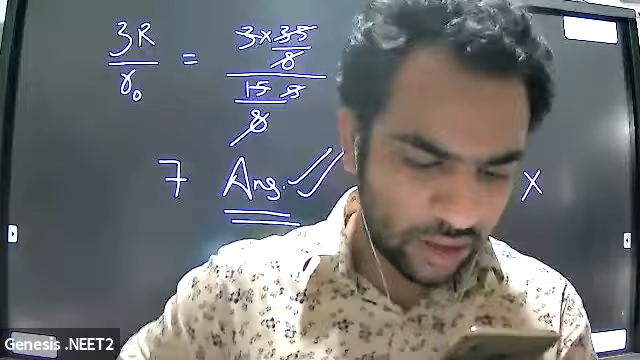 3R/r₀ = (3×35/8)/(15/8)
7 Ans.
x
Genesis .NEET2